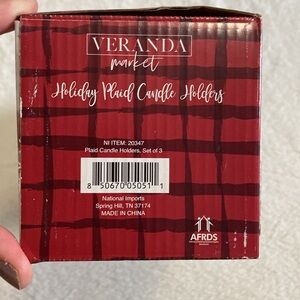 VERANDA
market
Holiday Plaid Candle Holders
NI ITEM: 20347
Plaid Candle Holders, Set of 3
8 50670 05051 1
National Imports
Spring Hill, TN 37174
MADE IN CHINA
AFRDS